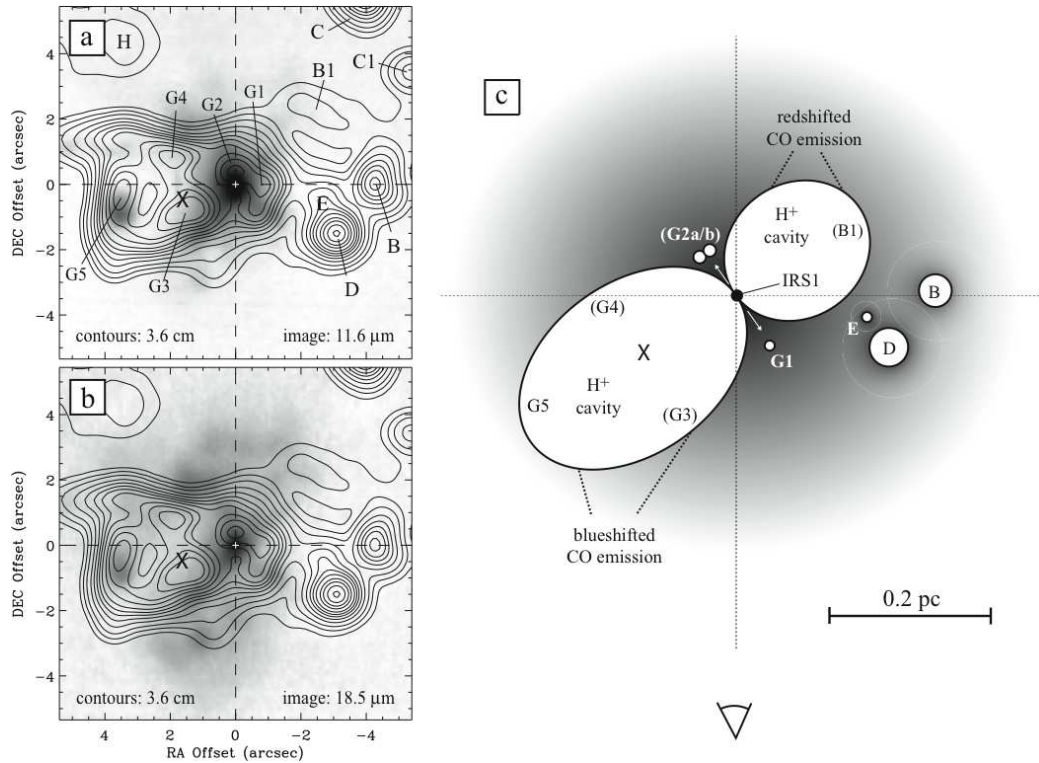 a
H
C
C1
B1
G4
G2
G1
X
E
G5
G3
D
B
4
2
0
-2
-4
DEC Offset (arcsec)
contours: 3.6 cm
image: 11.6 μm
b
X
4
2
0
-2
-4
DEC Offset (arcsec)
contours: 3.6 cm
image: 18.5 μm
4 2 0 -2 -4
RA Offset (arcsec)
c
redshifted
CO emission
H+
cavity
(B1)
(G2a/b)
IRS1
B
(G4)
E
D
X
G1
H+
cavity
G5
(G3)
blueshifted
CO emission
0.2 pc